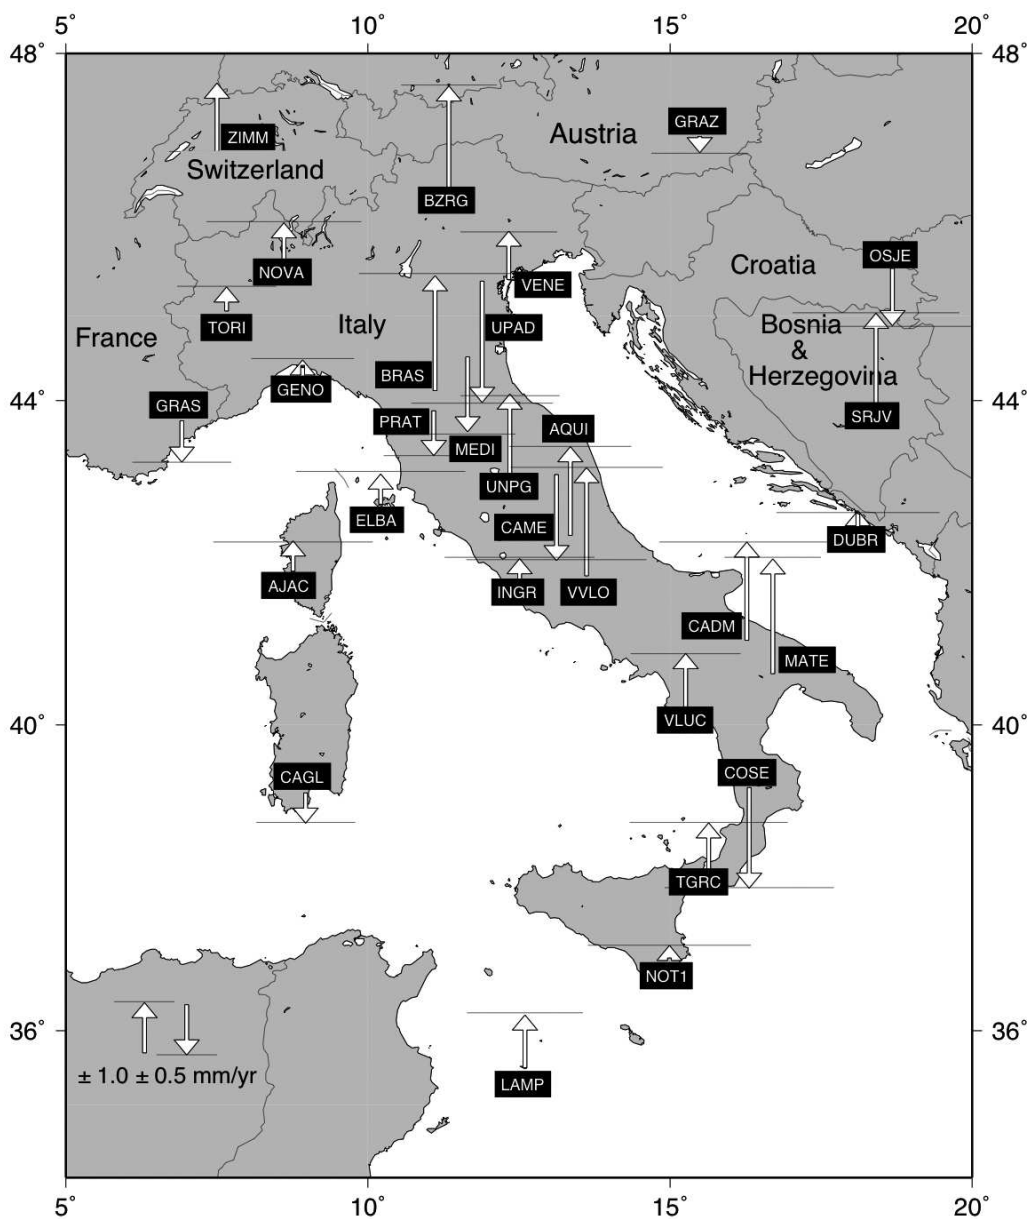 5° 10° 15° 20°
48° 48°
GRAZ
Austria
ZIMM
Switzerland
BZRG
OSJE
Croatia
NOVA
VENE
Italy
Bosnia
&
Herzegovina
TORI
UPAD
France
BRAS
GENO
44° 44°
GRAS
SRJV
PRAT
AQUI
MEDI
UNPG
ELBA
CAME
DUBR
AJAC
INGR
VVLO
CADM
MATE
VLUC
40° 40°
CAGL
COSE
TGRC
NOT1
36° 36°
± 1.0 ± 0.5 mm/yr
LAMP
5° 10° 15° 20°